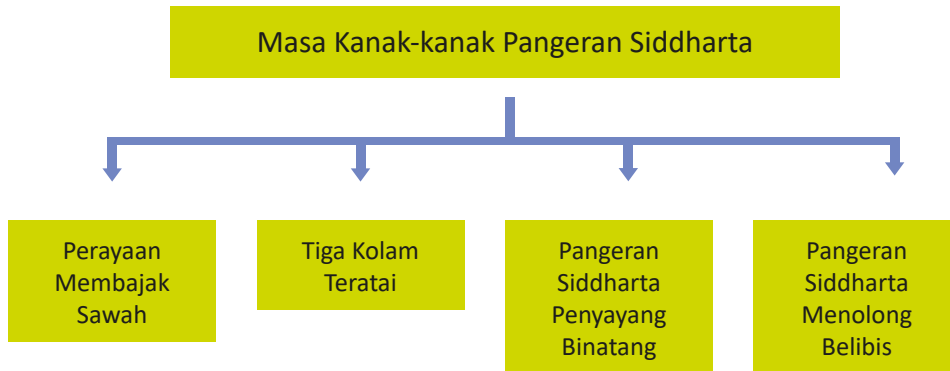 Masa Kanak-kanak Pangeran Siddharta
Perayaan
Membajak
Sawah
Tiga Kolam
Teratai
Pangeran
Siddharta
Penyayang
Binatang
Pangeran
Siddharta
Menolong
Belibis